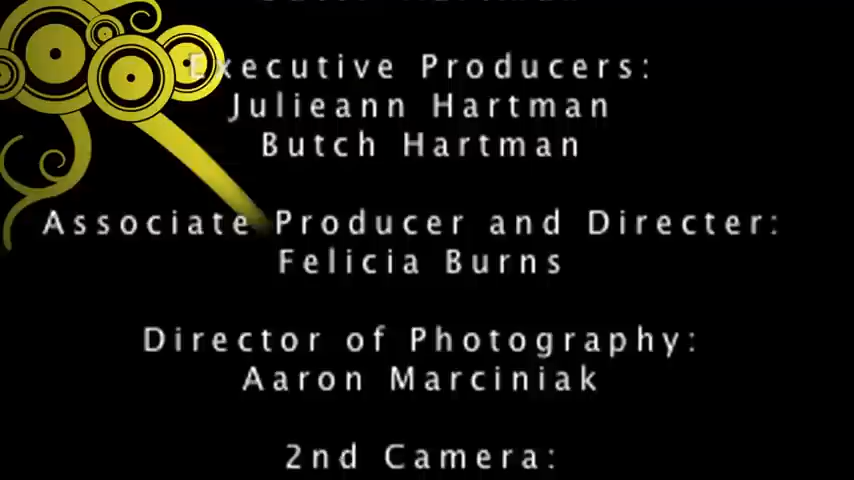 Executive Producers:
Julieann Hartman
Butch Hartman
Associate Producer and Directer:
Felicia Burns
Director of Photography:
Aaron Marciniak
2nd Camera: